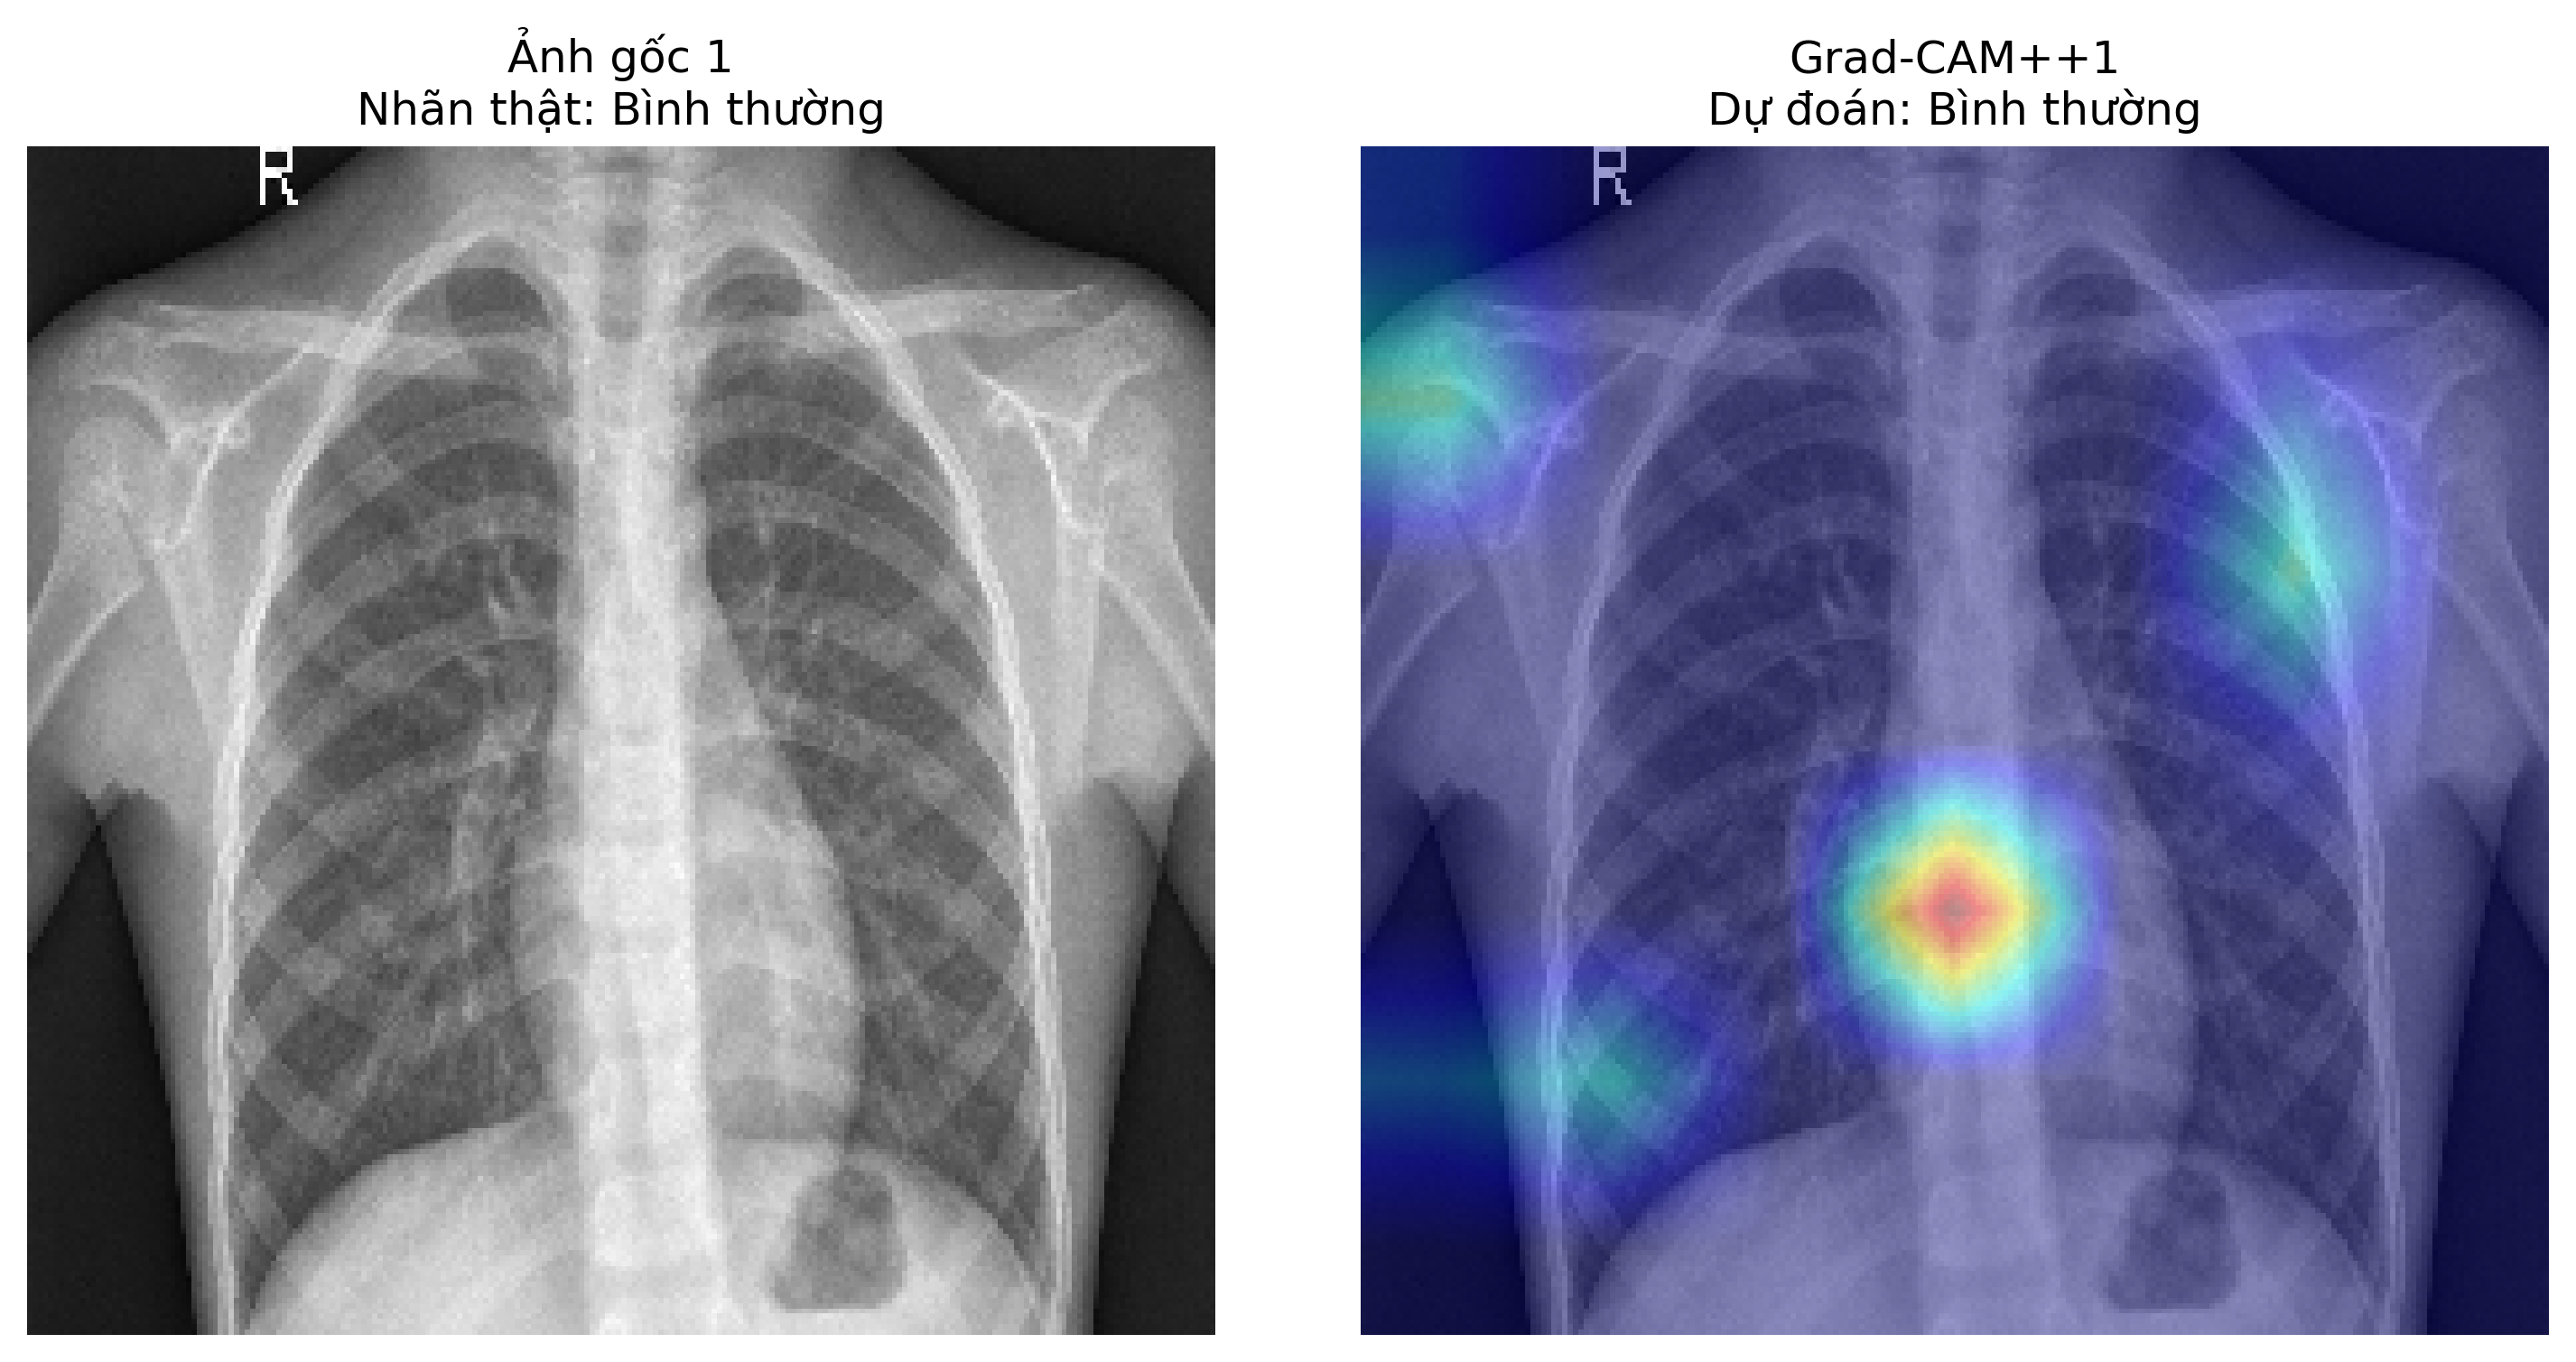 Ảnh gốc 1
Nhãn thật: Bình thường
R
Grad-CAM++1
Dự đoán: Bình thường
R